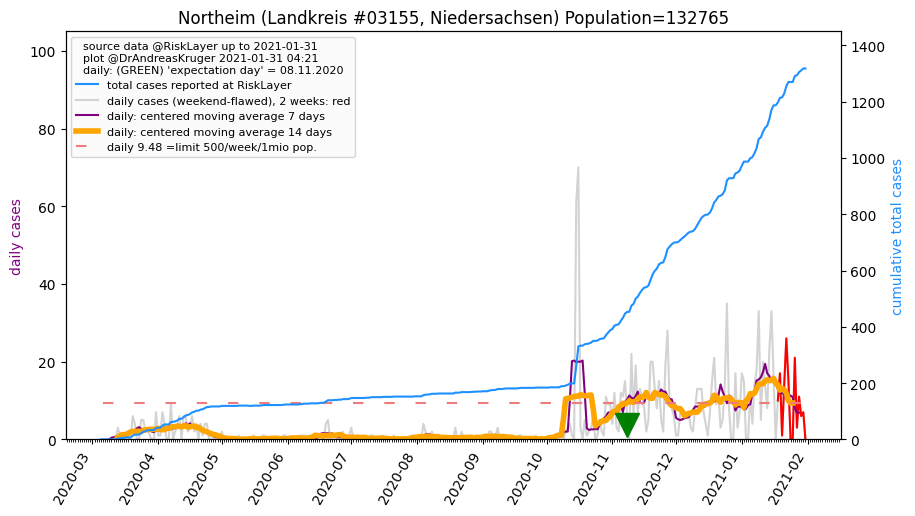 Northeim (Landkreis #03155, Niedersachsen) Population=132765
source data @RiskLayer up to 2021-01-31
plot @DrAndreasKruger 2021-01-31 04:21
daily: (GREEN) 'expectation day' = 08.11.2020
total cases reported at RiskLayer
daily cases (weekend-flawed), 2 weeks: red
daily: centered moving average 7 days
daily: centered moving average 14 days
daily 9.48 =limit 500/week/1mio pop.
daily cases
100
80
60
40
20
0
cumulative total cases
1400
1200
1000
800
600
400
200
0
2020-03
2020-04
2020-05
2020-06
2020-07
2020-08
2020-09
2020-10
2020-11
2020-12
2021-01
2021-02